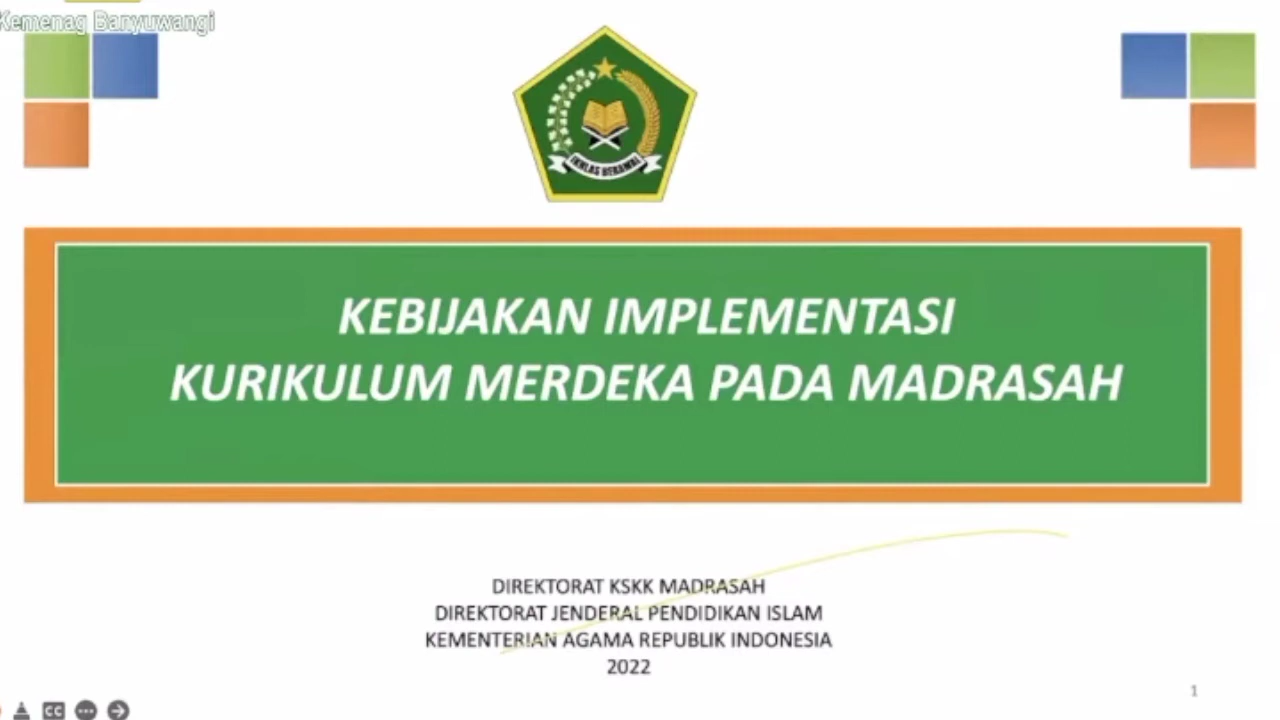 Kemenag Banyuwangi
IKHLAS BERAMAL
KEBIJAKAN IMPLEMENTASI
KURIKULUM MERDEKA PADA MADRASAH
DIREKTORAT KSKK MADRASAH
DIREKTORAT JENDERAL PENDIDIKAN ISLAM
KEMENTERIAN AGAMA REPUBLIK INDONESIA
2022
1
CC